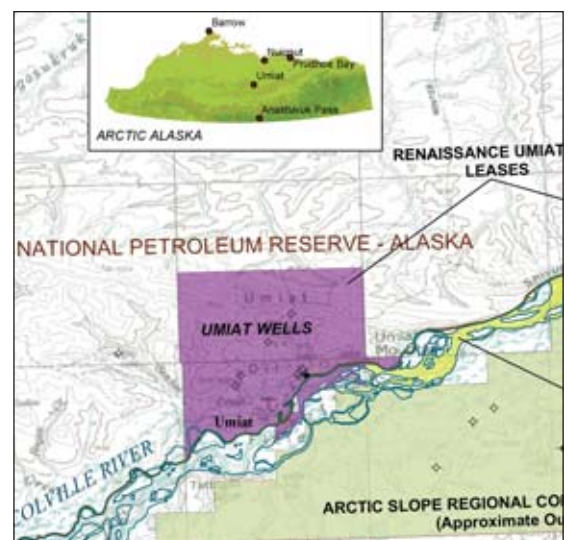 Barrow
Nuiqsut
Prudhoe Bay
Umiat
Anaktuvuk Pass
ARCTIC ALASKA
RENAISSANCE UMIAT
LEASES
NATIONAL PETROLEUM RESERVE - ALASKA
Umiat
UMIAT WELLS
Umiat
COLVILLE RIVER
ARCTIC SLOPE REGIONAL CO
(Approximate Ou